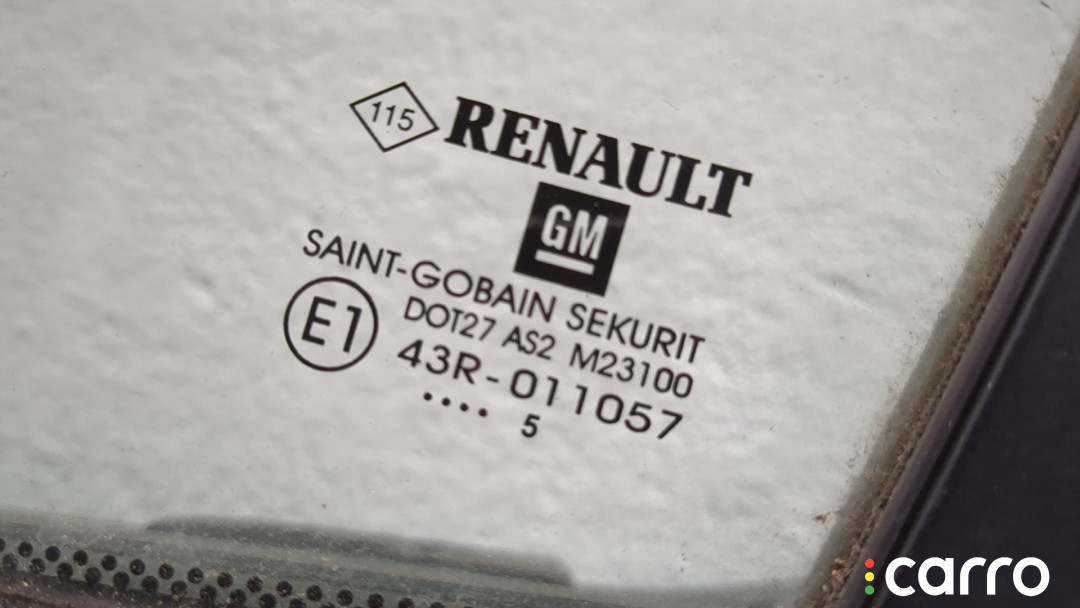 115 RENAULT
GM
SAINT-GOBAIN SEKURIT
E1 DOT27 AS2 M23100
43R-011057
.... 5
carro